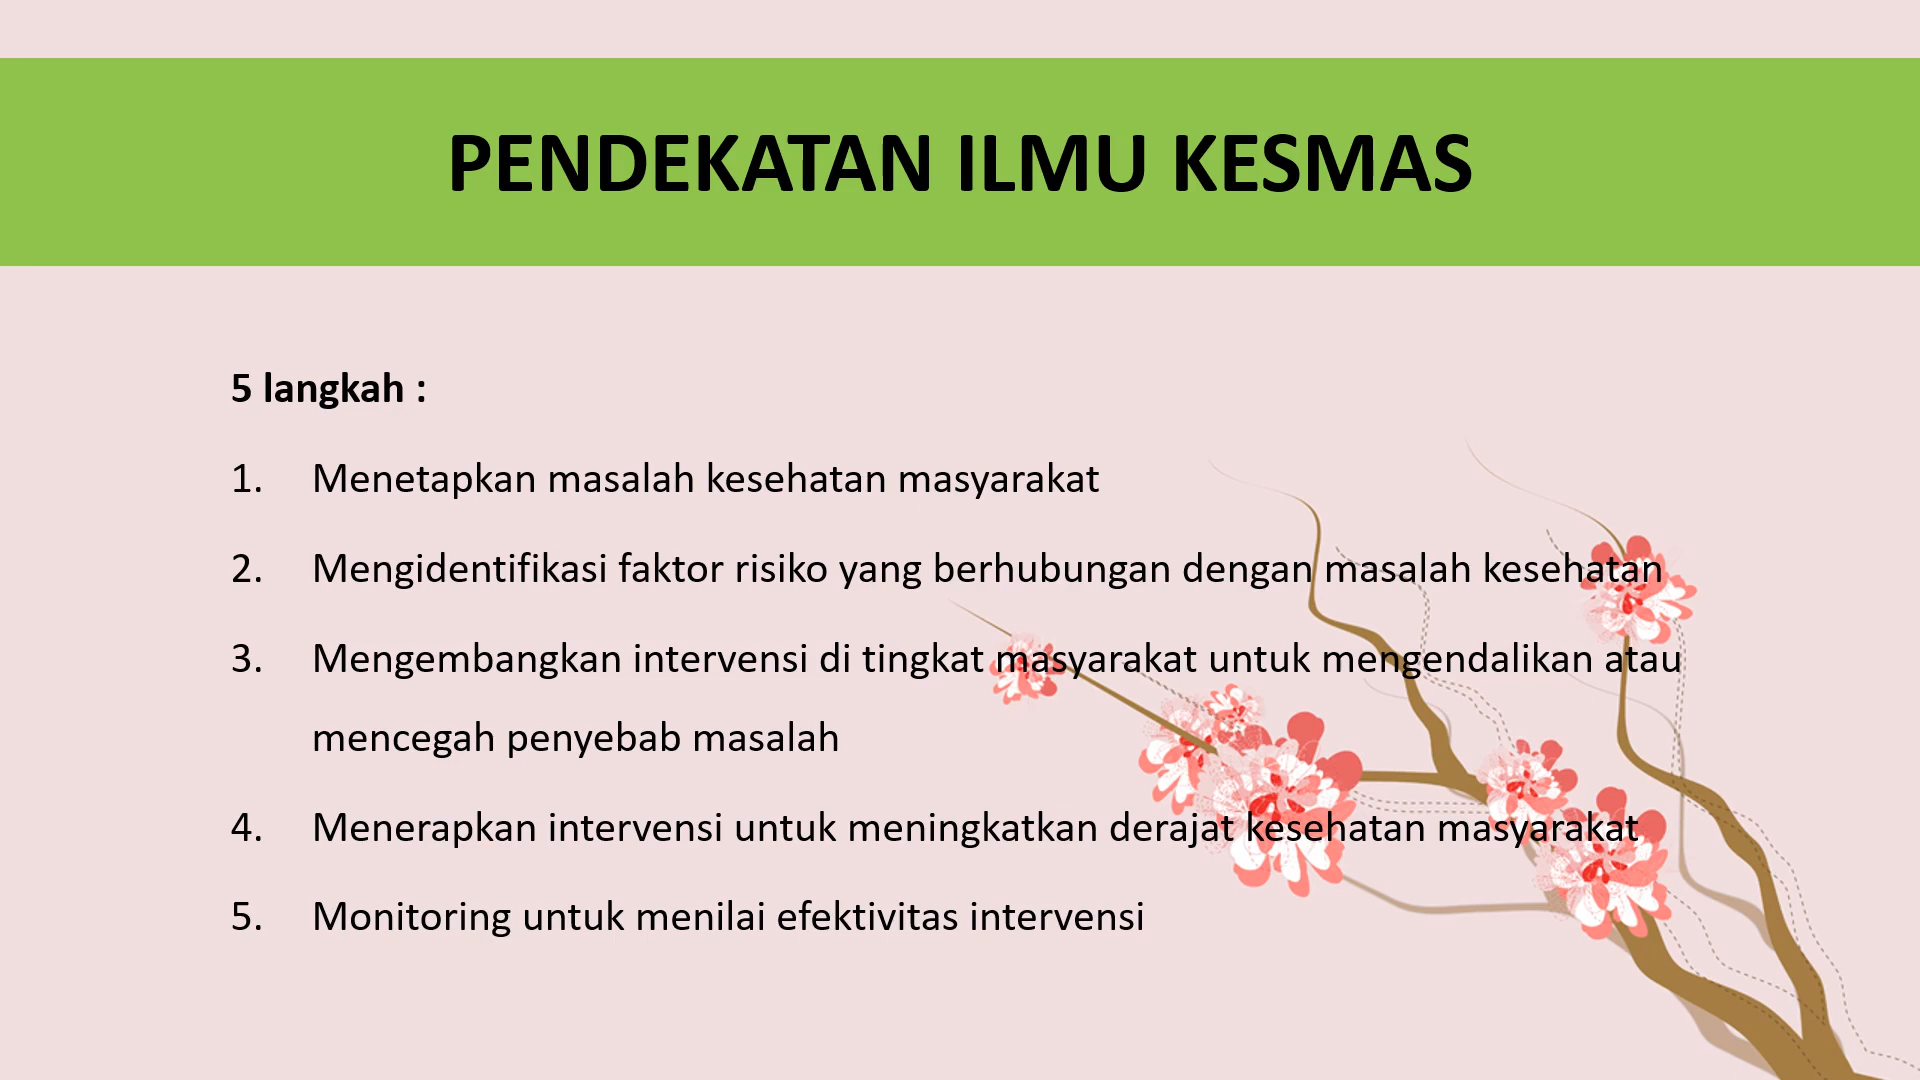 PENDEKATAN ILMU KESMAS
5 langkah :
1. Menetapkan masalah kesehatan masyarakat
2. Mengidentifikasi faktor risiko yang berhubungan dengan masalah kesehatan
3. Mengembangkan intervensi di tingkat masyarakat untuk mengendalikan atau
mencegah penyebab masalah
4. Menerapkan intervensi untuk meningkatkan derajat kesehatan masyarakat
5. Monitoring untuk menilai efektivitas intervensi